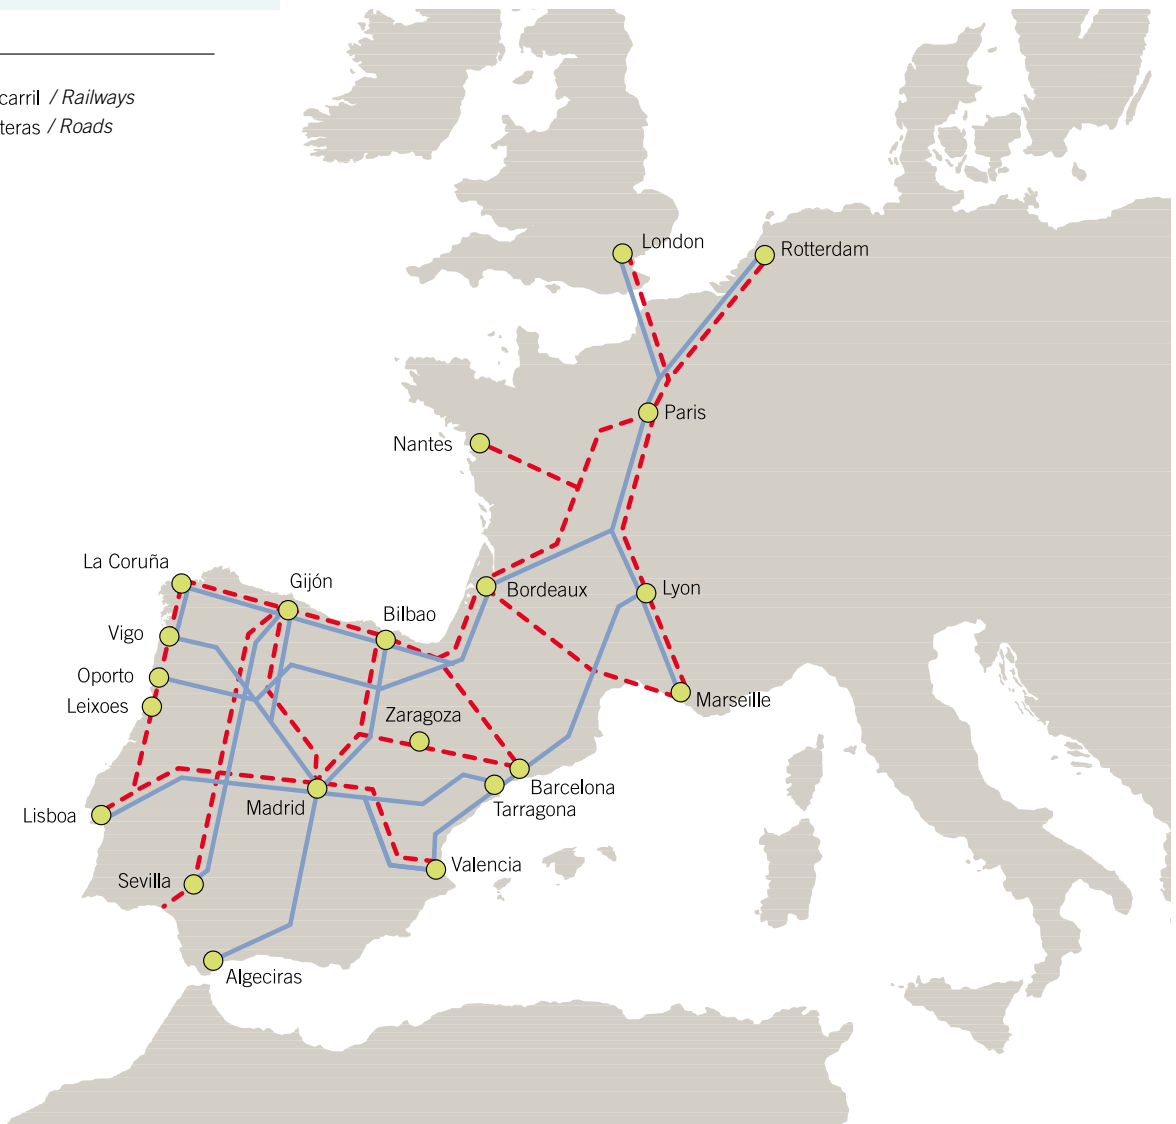 carril / Railways
teras / Roads
London
Rotterdam
Paris
Nantes
La Coruña
Gijón
Bordeaux
Lyon
Bilbao
Vigo
Oporto
Leixoes
Marseille
Zaragoza
Barcelona
Tarragona
Madrid
Lisboa
Valencia
Sevilla
Algeciras